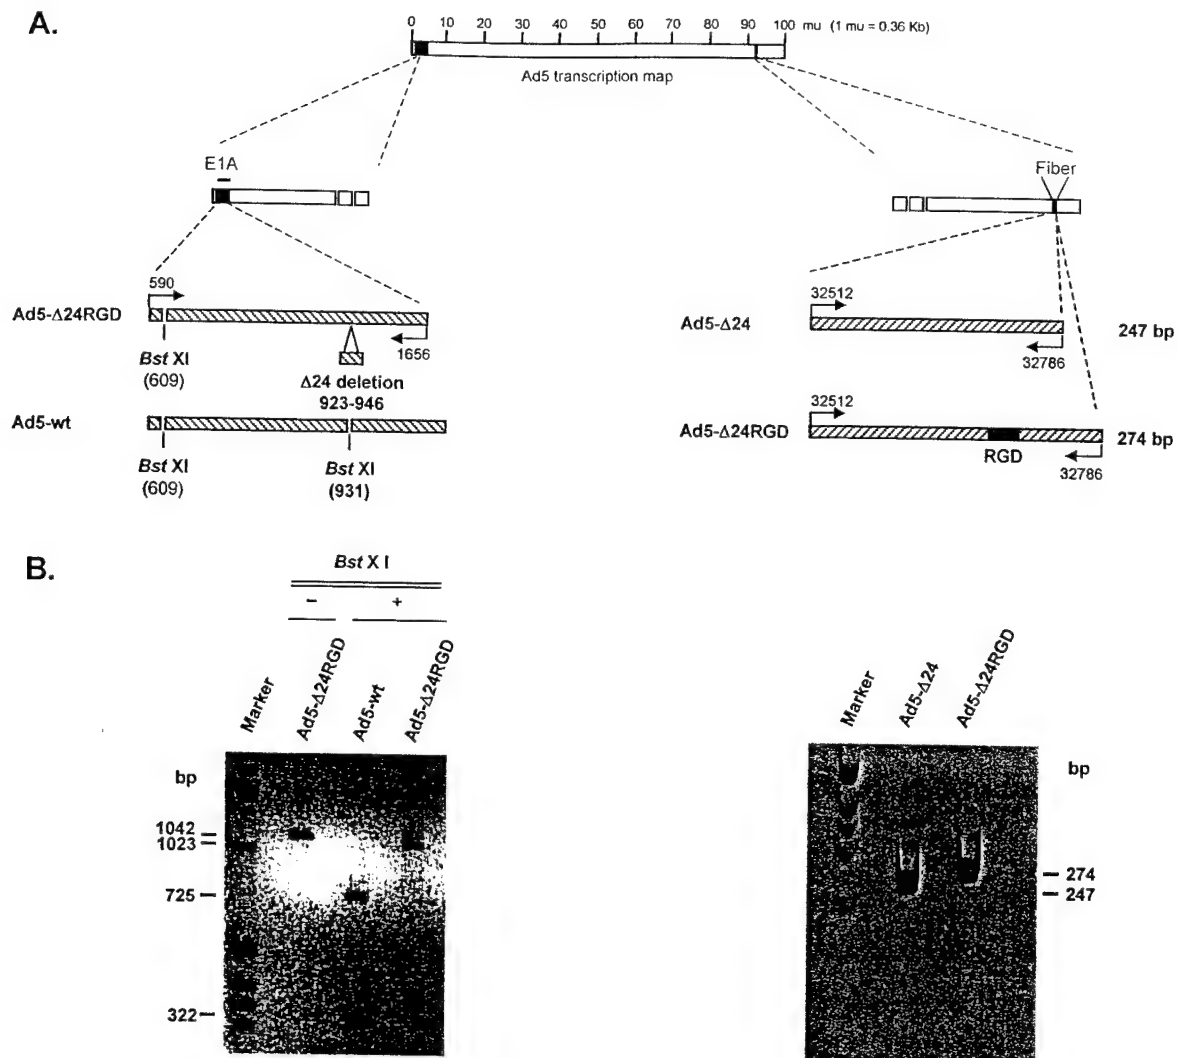 A.
0 10 20 30 40 50 60 70 80 90 100 mu (1 mu = 0.36 Kb)
Ad5 transcription map
E1A
Fiber
590
Ad5-Δ24RGD
1656
Bst XI
(609)
Δ24 deletion
923-946
Ad5-wt
Bst XI
(609)
Bst XI
(931)
32512
Ad5-Δ24
247 bp
32786
32512
Ad5-Δ24RGD
274 bp
RGD
32786
B.
Bst X I
– +
Marker
Ad5-Δ24RGD
Ad5-wt
Ad5-Δ24RGD
bp
1042
1023
725
322
Marker
Ad5-Δ24
Ad5-Δ24RGD
bp
274
247